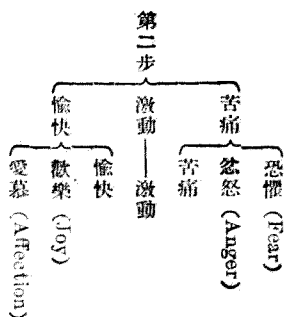 第二步
苦痛
激動
愉快
恐懼 (Fear)
忿怒 (Anger)
苦痛
激動
愉快
歡樂 (Joy)
愛慕 (Affection)